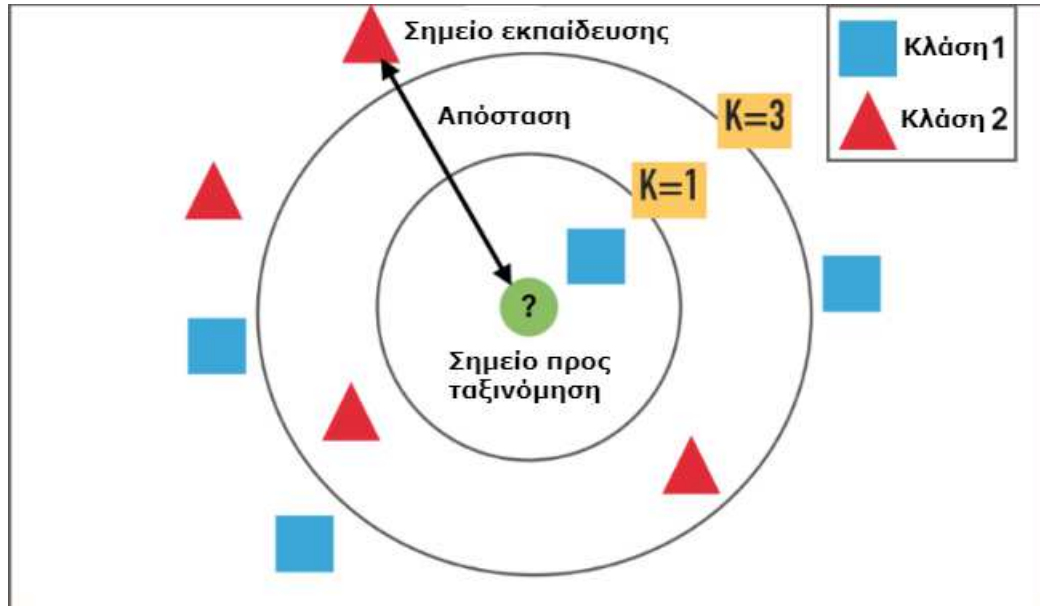 Σημείο εκπαίδευσης
Κλάση 1
Απόσταση
K=3
Κλάση 2
K=1
?
Σημείο προς
ταξινόμηση